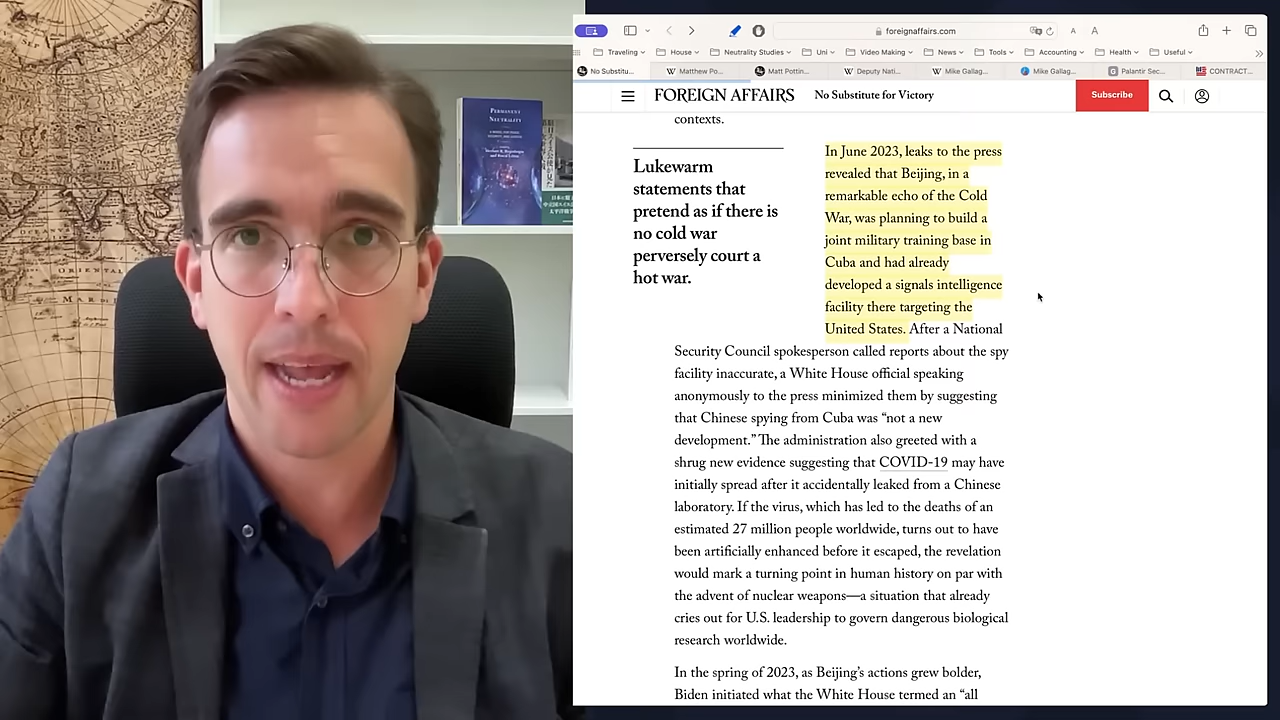 PERMANENT
NEUTRALITY
foreignaffairs.com
A
A
Traveling
House
Neutrality Studies
Uni
Video Making
News
Tools
Accounting
Health
Useful
No Substitu...
Matthew Po...
Matt Pottin...
Deputy Nati...
Mike Gallag...
Mike Gallag...
Palantir Sec...
CONTRACT...
FOREIGN AFFAIRS
No Substitute for Victory
Subscribe
contexts.
Lukewarm
statements that
pretend as if there is
no cold war
perversely court a
hot war.
In June 2023, leaks to the press
revealed that Beijing, in a
remarkable echo of the Cold
War, was planning to build a
joint military training base in
Cuba and had already
developed a signals intelligence
facility there targeting the
United States. After a National
Security Council spokesperson called reports about the spy
facility inaccurate, a White House official speaking
anonymously to the press minimized them by suggesting
that Chinese spying from Cuba was “not a new
development.” The administration also greeted with a
shrug new evidence suggesting that COVID-19 may have
initially spread after it accidentally leaked from a Chinese
laboratory. If the virus, which has led to the deaths of an
estimated 27 million people worldwide, turns out to have
been artificially enhanced before it escaped, the revelation
would mark a turning point in human history on par with
the advent of nuclear weapons—a situation that already
cries out for U.S. leadership to govern dangerous biological
research worldwide.
In the spring of 2023, as Beijing’s actions grew bolder,
Biden initiated what the White House termed an “all